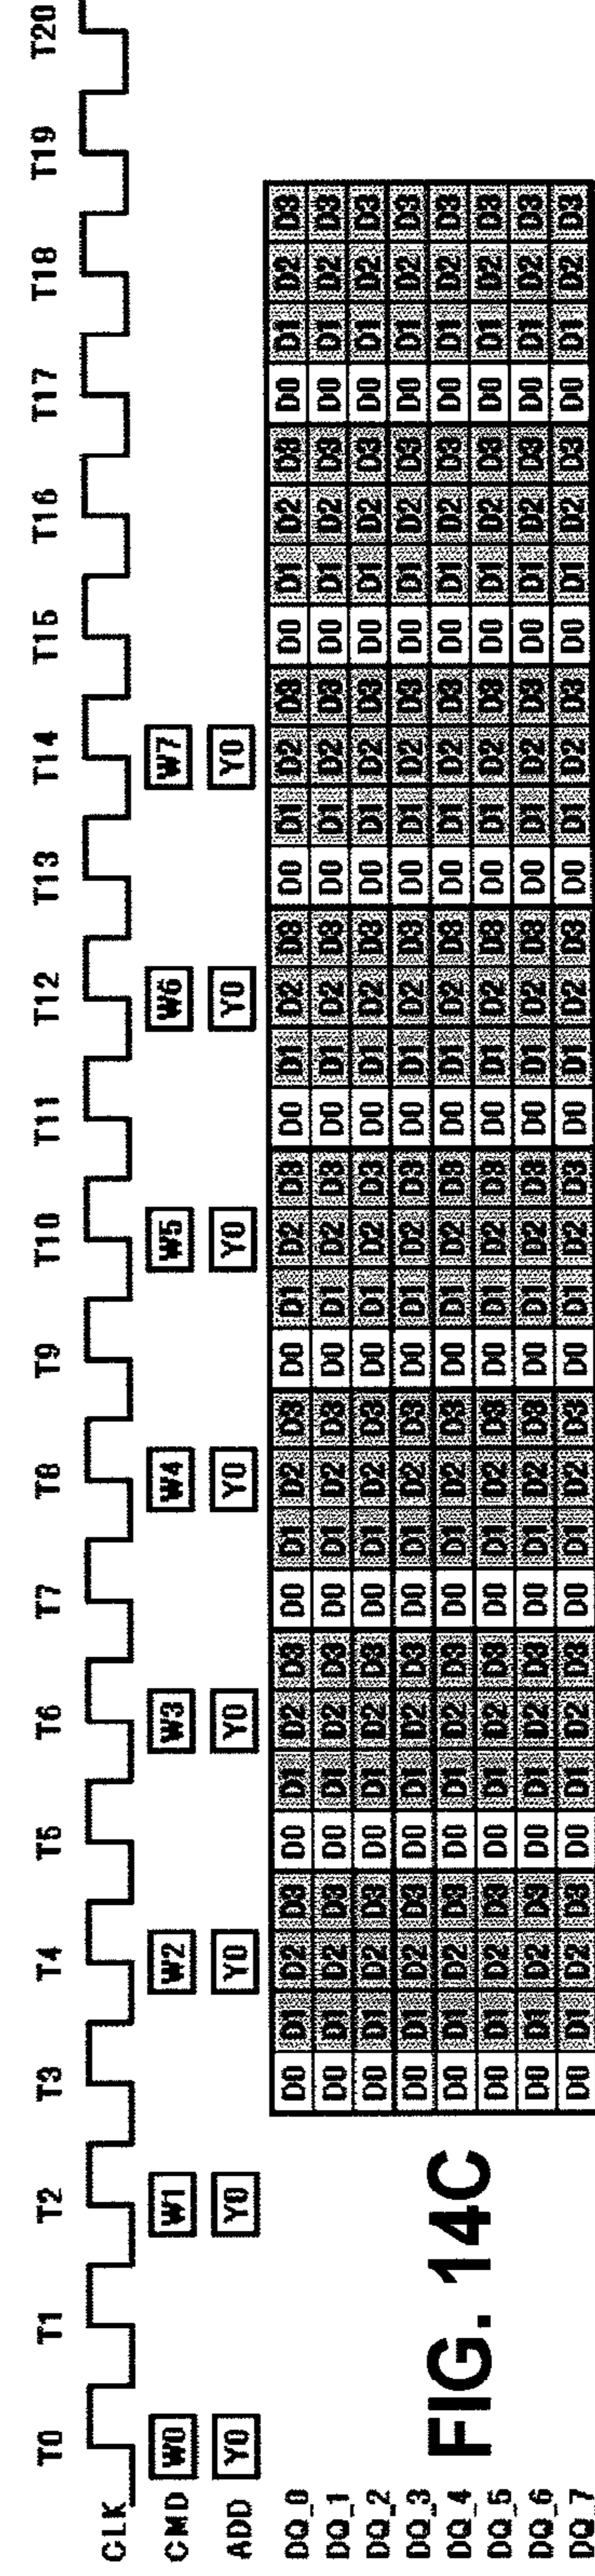 T0 T1 T2 T3 T4 T5 T6 T7 T8 T9 T10 T11 T12 T13 T14 T15 T16 T17 T18 T19 T20
CLK
CMD W0 W1 W2 W3 W4 W5 W6 W7
ADD Y0 Y0 Y0 Y0 Y0 Y0 Y0 Y0
DQ_0 D0 D1 D2 D3 D0 D1 D2 D3 D0 D1 D2 D3 D0 D1 D2 D3 D0 D1 D2 D3 D0 D1 D2 D3 D0 D1 D2 D3 D0 D1 D2 D3
DQ_1 D0 D1 D2 D3 D0 D1 D2 D3 D0 D1 D2 D3 D0 D1 D2 D3 D0 D1 D2 D3 D0 D1 D2 D3 D0 D1 D2 D3 D0 D1 D2 D3
DQ_2 D0 D1 D2 D3 D0 D1 D2 D3 D0 D1 D2 D3 D0 D1 D2 D3 D0 D1 D2 D3 D0 D1 D2 D3 D0 D1 D2 D3 D0 D1 D2 D3
DQ_3 D0 D1 D2 D3 D0 D1 D2 D3 D0 D1 D2 D3 D0 D1 D2 D3 D0 D1 D2 D3 D0 D1 D2 D3 D0 D1 D2 D3 D0 D1 D2 D3
DQ_4 D0 D1 D2 D3 D0 D1 D2 D3 D0 D1 D2 D3 D0 D1 D2 D3 D0 D1 D2 D3 D0 D1 D2 D3 D0 D1 D2 D3 D0 D1 D2 D3
DQ_5 D0 D1 D2 D3 D0 D1 D2 D3 D0 D1 D2 D3 D0 D1 D2 D3 D0 D1 D2 D3 D0 D1 D2 D3 D0 D1 D2 D3 D0 D1 D2 D3
DQ_6 D0 D1 D2 D3 D0 D1 D2 D3 D0 D1 D2 D3 D0 D1 D2 D3 D0 D1 D2 D3 D0 D1 D2 D3 D0 D1 D2 D3 D0 D1 D2 D3
DQ_7 D0 D1 D2 D3 D0 D1 D2 D3 D0 D1 D2 D3 D0 D1 D2 D3 D0 D1 D2 D3 D0 D1 D2 D3 D0 D1 D2 D3 D0 D1 D2 D3
FIG. 14C